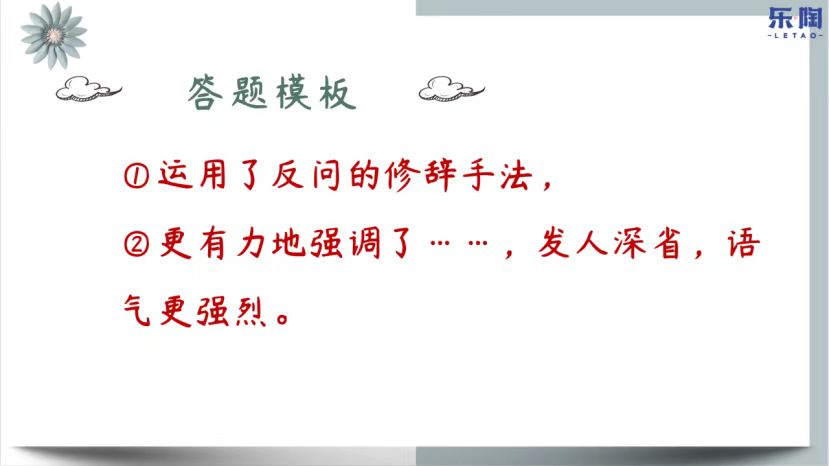 乐陶
LETAO
答题模板
①运用了反问的修辞手法，
②更有力地强调了……，发人深省，语
气更强烈。